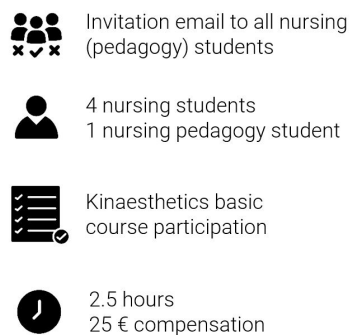 Invitation email to all nursing
(pedagogy) students
4 nursing students
1 nursing pedagogy student
Kinaesthetics basic
course participation
2.5 hours
25 € compensation